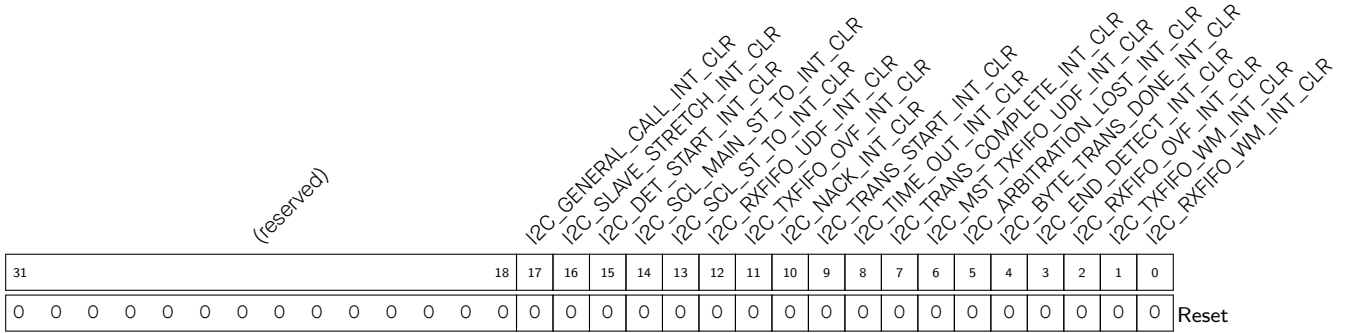 (reserved)
I2C_GENERAL_CALL_INT_CLR
I2C_SLAVE_STRETCH_INT_CLR
I2C_DET_START_INT_CLR
I2C_SCL_MAIN_ST_TO_INT_CLR
I2C_SCL_ST_TO_INT_CLR
I2C_RXFIFO_UDF_INT_CLR
I2C_TXFIFO_OVF_INT_CLR
I2C_NACK_INT_CLR
I2C_TRANS_START_INT_CLR
I2C_TIME_OUT_INT_CLR
I2C_TRANS_COMPLETE_INT_CLR
I2C_MST_TXFIFO_UDF_INT_CLR
I2C_ARBITRATION_LOST_INT_CLR
I2C_BYTE_TRANS_DONE_INT_CLR
I2C_END_DETECT_INT_CLR
I2C_RXFIFO_OVF_INT_CLR
I2C_TXFIFO_WM_INT_CLR
I2C_RXFIFO_WM_INT_CLR
31 18 17 16 15 14 13 12 11 10 9 8 7 6 5 4 3 2 1 0
0 0 0 0 0 0 0 0 0 0 0 0 0 0 0 0 0 0 0 0 0 0 0 0 0 0 0 0 0 0 0 0 Reset